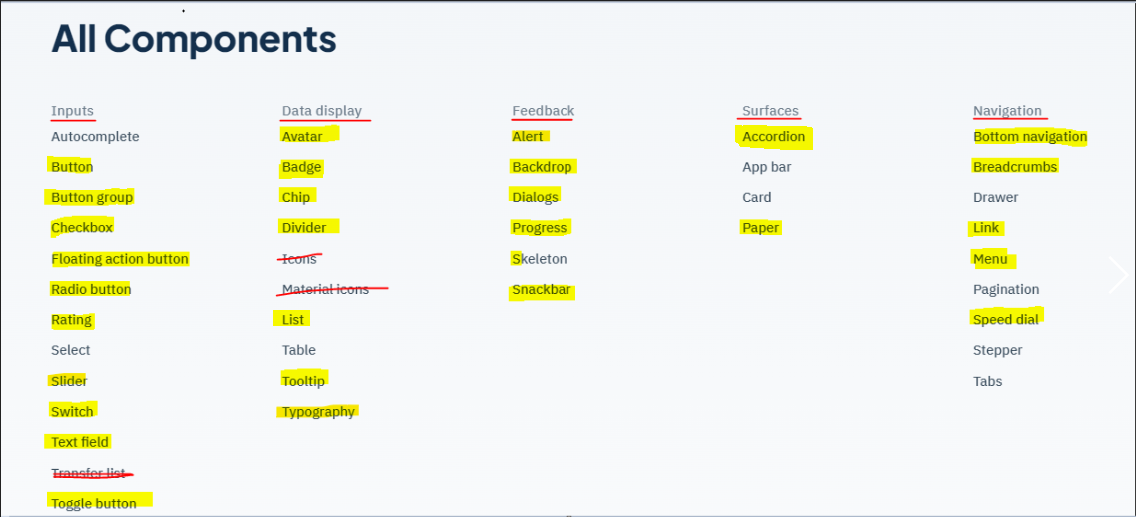 All Components
Inputs
Autocomplete
Button
Button group
Checkbox
Floating action button
Radio button
Rating
Select
Slider
Switch
Text field
Transfer list
Toggle button
Data display
Avatar
Badge
Chip
Divider
Icons
Material icons
List
Table
Tooltip
Typography
Feedback
Alert
Backdrop
Dialogs
Progress
Skeleton
Snackbar
Surfaces
Accordion
App bar
Card
Paper
Navigation
Bottom navigation
Breadcrumbs
Drawer
Link
Menu
Pagination
Speed dial
Stepper
Tabs